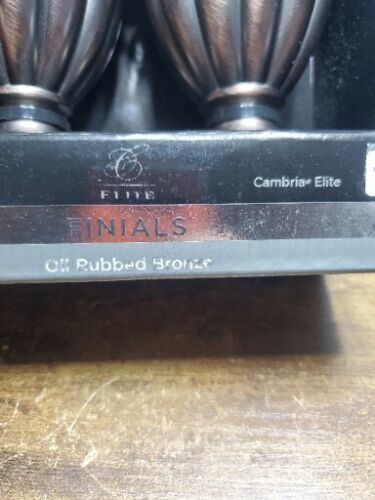 ELITE
Cambria® Elite
FINIALS
Oil Rubbed Bronze